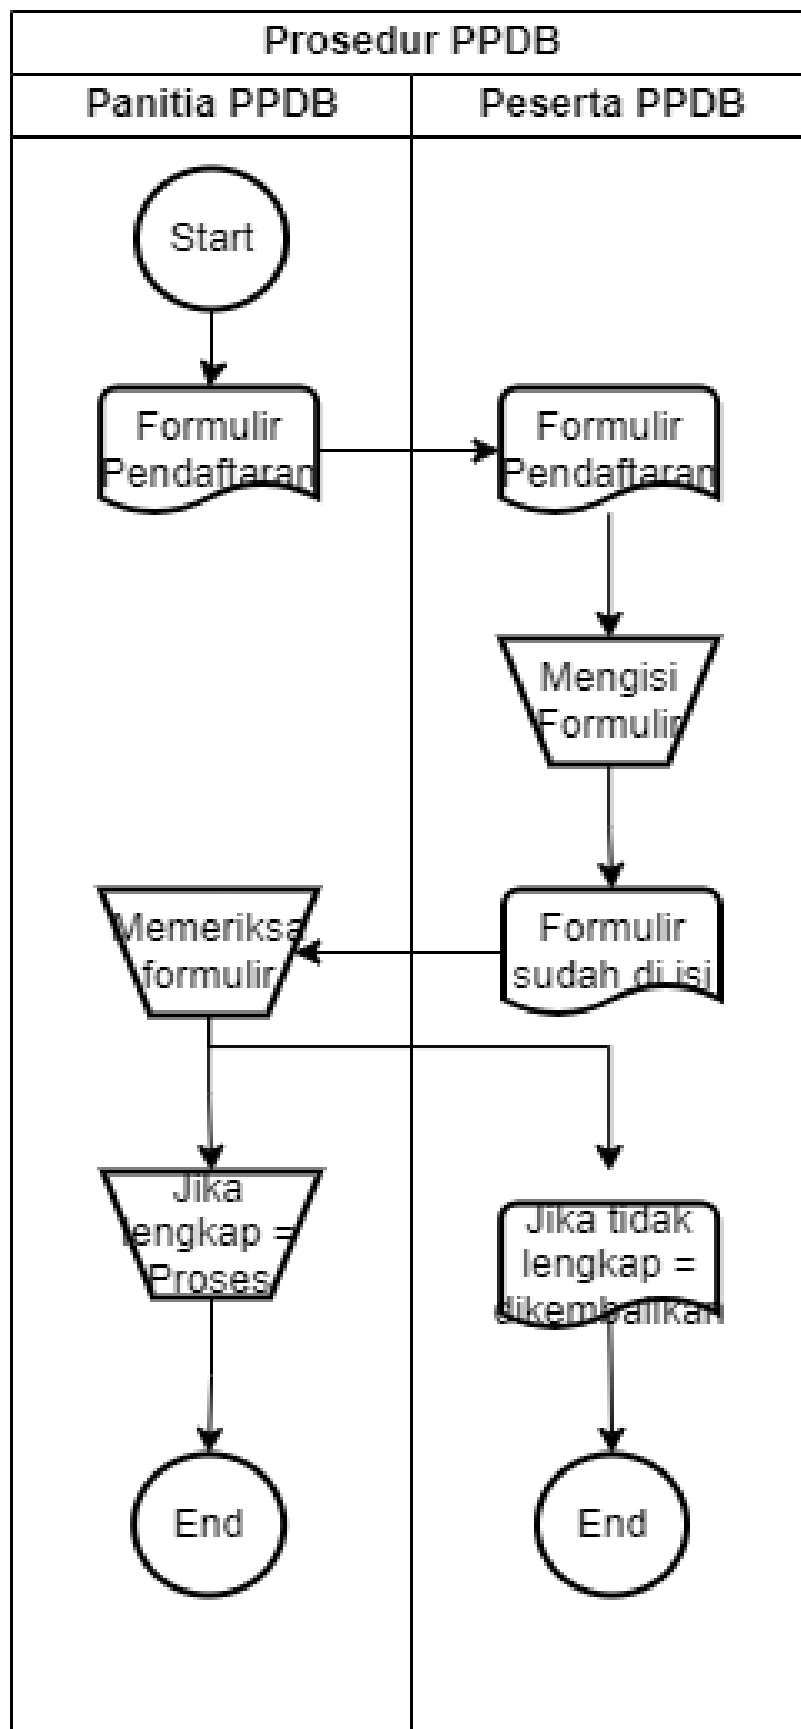 Prosedur PPDB
Panitia PPDB
Peserta PPDB
Start
Formulir
Pendaftaran
Formulir
Pendaftaran
Mengisi
Formulir
Memeriksa
formulir
Formulir
sudah di isi
Jika
lengkap =
Proses
Jika tidak
lengkap =
dikembalikan
End
End